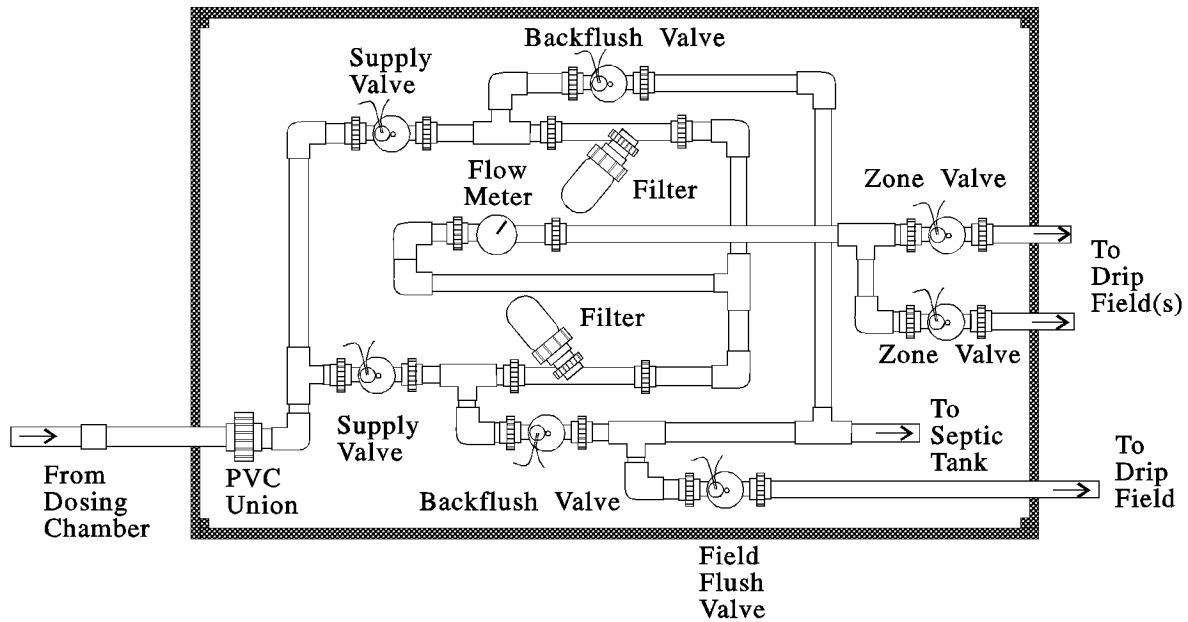 Backflush Valve
Supply
Valve
Flow
Meter
Filter
Zone Valve
To
Drip
Field(s)
Filter
Zone Valve
Supply
Valve
To
Septic
Tank
To
Drip
Field
From
Dosing
Chamber
PVC
Union
Backflush Valve
Field
Flush
Valve